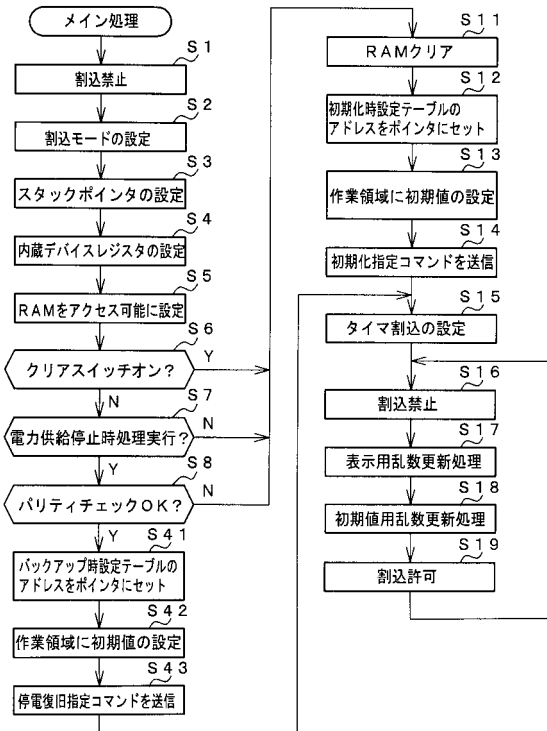 メイン処理
S1
割込禁止
S2
割込モードの設定
S3
スタックポインタの設定
S4
内蔵デバイスレジスタの設定
S5
RAMをアクセス可能に設定
S6
クリアスイッチオン?
Y
N
S7
電力供給停止時処理実行?
N
Y
S8
パリティチェックOK?
N
Y
S41
バックアップ時設定テーブルの
アドレスをポインタにセット
S42
作業領域に初期値の設定
S43
停電復旧指定コマンドを送信
S11
RAMクリア
S12
初期化時設定テーブルの
アドレスをポインタにセット
S13
作業領域に初期値の設定
S14
初期化指定コマンドを送信
S15
タイマ割込の設定
S16
割込禁止
S17
表示用乱数更新処理
S18
初期値用乱数更新処理
S19
割込許可